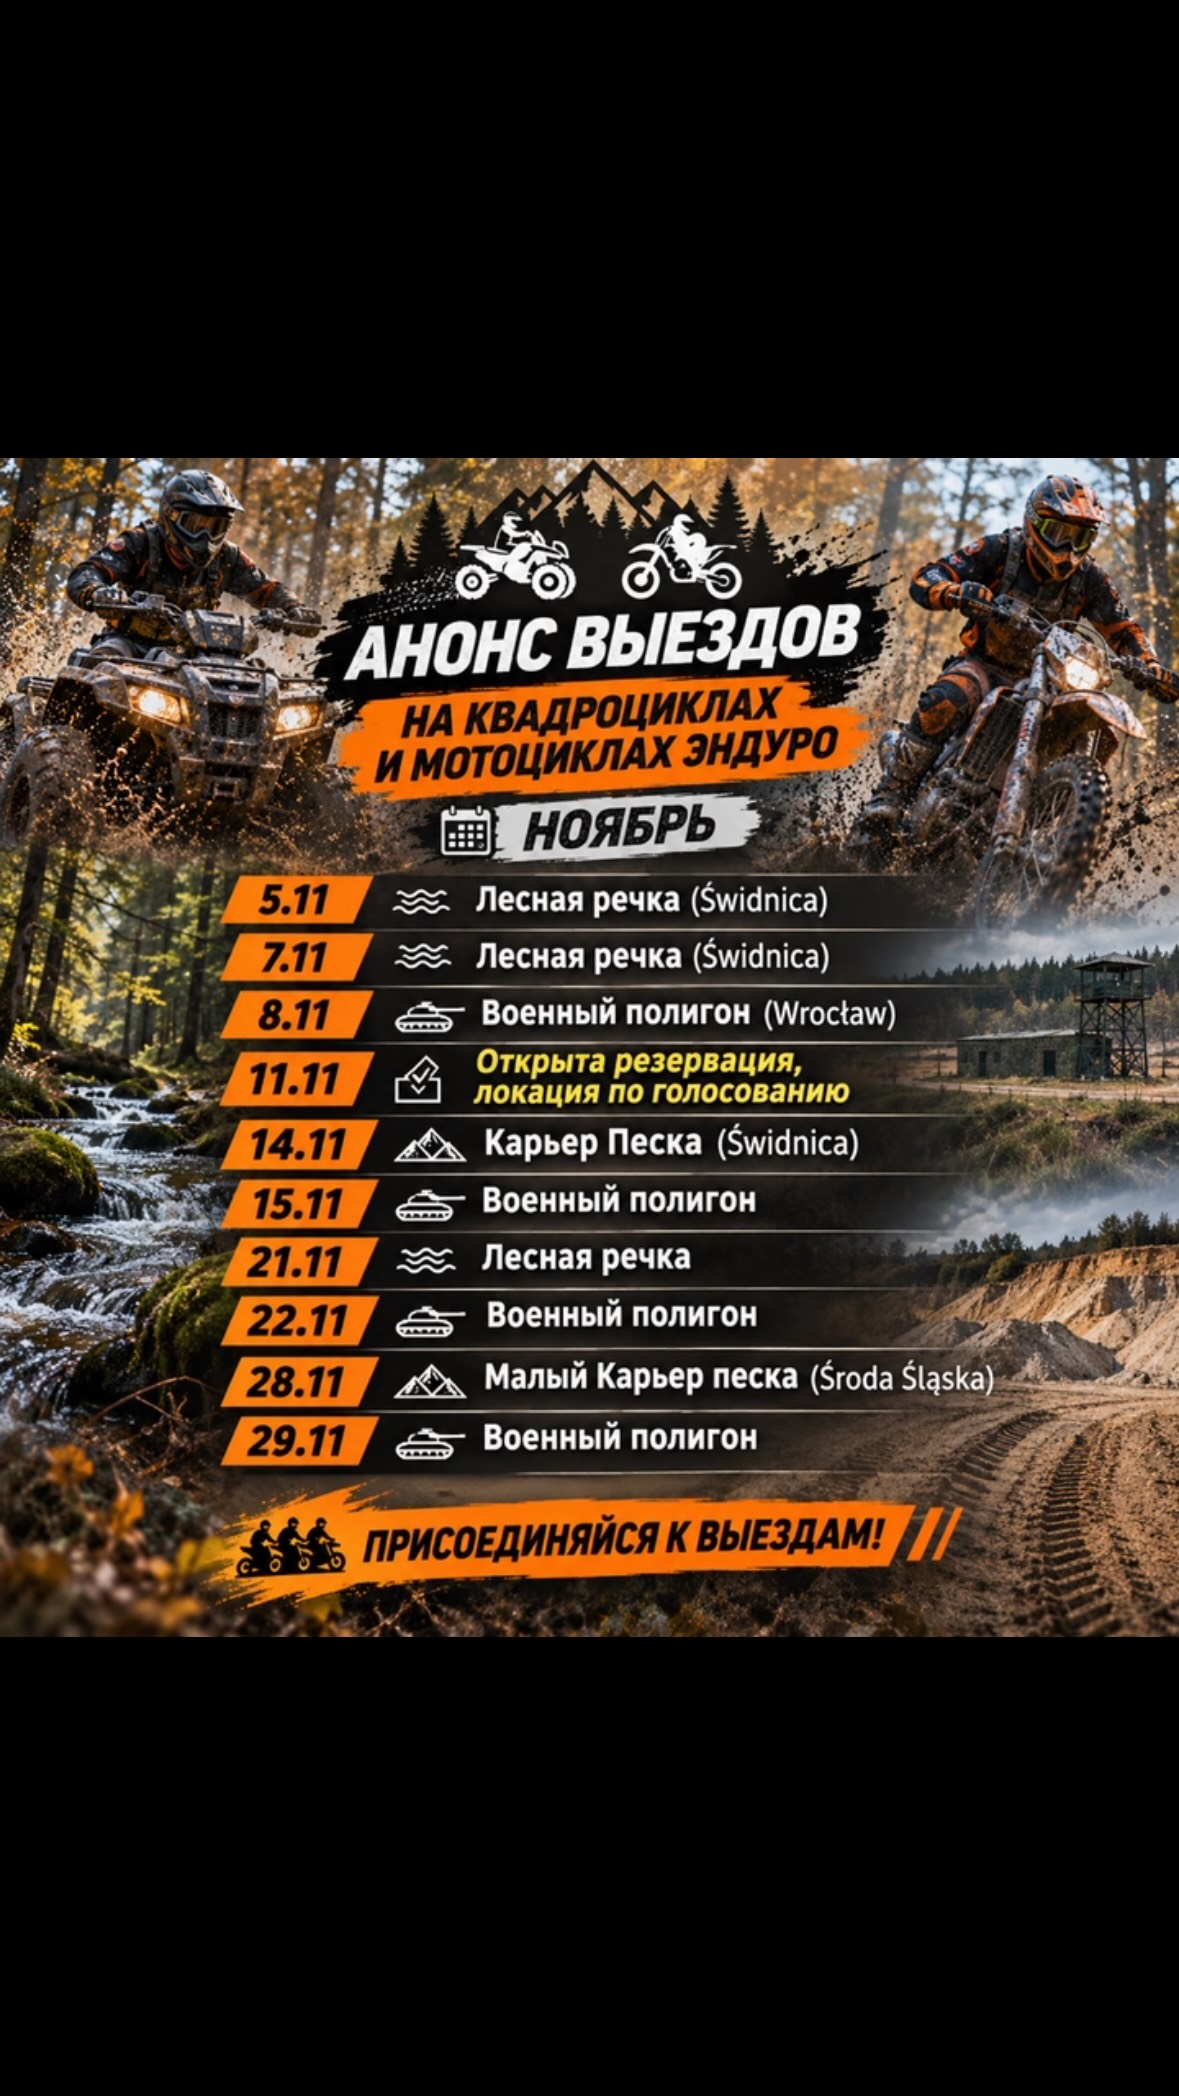 АНОНС ВЫЕЗДОВ
НА КВАДРОЦИКЛАХ
И МОТОЦИКЛАХ ЭНДУРО
НОЯБРЬ
5.11 Лесная речка (Świdnica)
7.11 Лесная речка (Świdnica)
8.11 Военный полигон (Wrocław)
11.11 Открыта резервация,
локация по голосованию
14.11 Карьер Песка (Świdnica)
15.11 Военный полигон
21.11 Лесная речка
22.11 Военный полигон
28.11 Малый Карьер песка (Środa Śląska)
29.11 Военный полигон
ПРИСОЕДИНЯЙСЯ К ВЫЕЗДАМ!